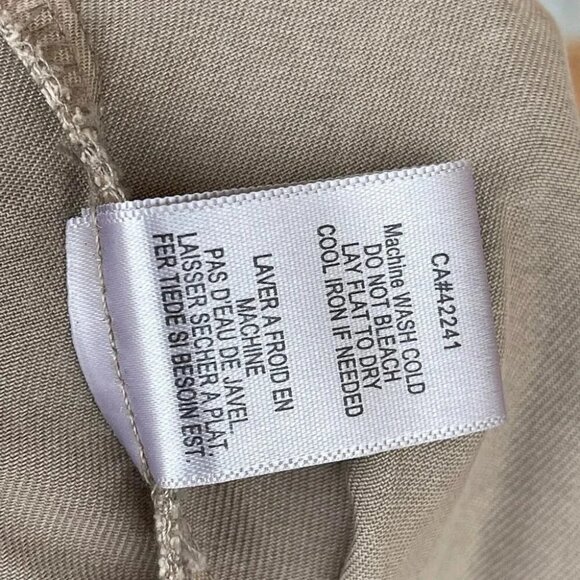 CA#42241
Machine WASH COLD
DO NOT BLEACH
LAY FLAT TO DRY
COOL IRON IF NEEDED
LAVER A FROID EN
MACHINE
PAS D'EAU DE JAVEL.
LAISSER SECHER A PLAT.
FER TIEDE SI BESOIN EST.